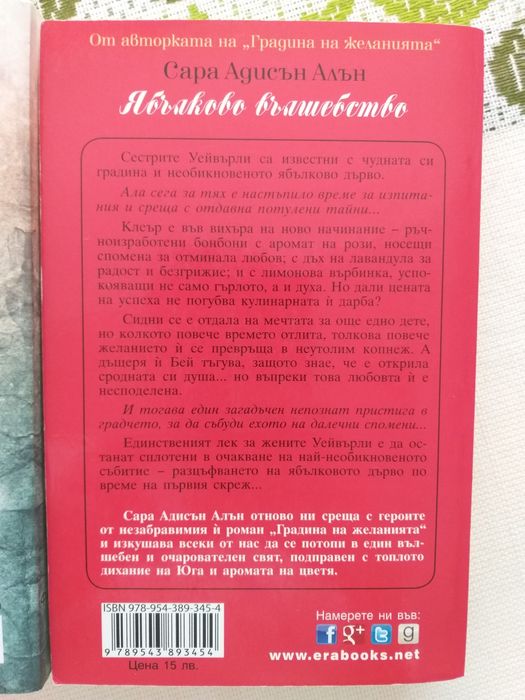 От авторката на „Градина на желанията“
Сара Адисън Алън
Ябълково вълшебство
Сестрите Уейвърли са известни с чудната си
градина и необикновеното ябълково дърво.
Ала сега за тях е настъпило време за изпита-
ния и среща с отдавна потулени тайни...
Клеър е във вихъра на ново начинание – ръч-
ноизработени бонбони с аромат на рози, носещи
спомена за отминала любов; с дъх на лавандула за
радост и безгрижие; и с лимонова върбинка, успо-
кояващи не само гърлото, а и духа. Но дали цената
на успеха не погубва кулинарната ѝ дарба?
Сидни се е отдала на мечтата за още едно дете,
но колкото повече времето отлита, толкова повече
желанието ѝ се превръща в неутолим копнеж. А
дъщеря ѝ Бей тъгува, защото знае, че е открила
сродната си душа... но въпреки това любовта ѝ е
несподелена.
И тогава един загадъчен непознат пристига в
градчето, за да събуди ехото на далечни спомени...
Единственият лек за жените Уейвърли е да ос-
танат сплотени в очакване на най-необикновеното
събитие – разцъфването на ябълковото дърво по
време на първия скреж...
Сара Адисън Алън отново ни среща с героите
от незабравимия ѝ роман „Градина на желанията“
и изкушава всеки от нас да се потопи в един въл-
шебен и очарователен свят, подправен с топлото
дихание на Юга и аромата на цветя.
ISBN 978-954-389-345-4
9 789543 893454
Цена 15 лв.
Намерете ни във:
f g+ t g
www.erabooks.net